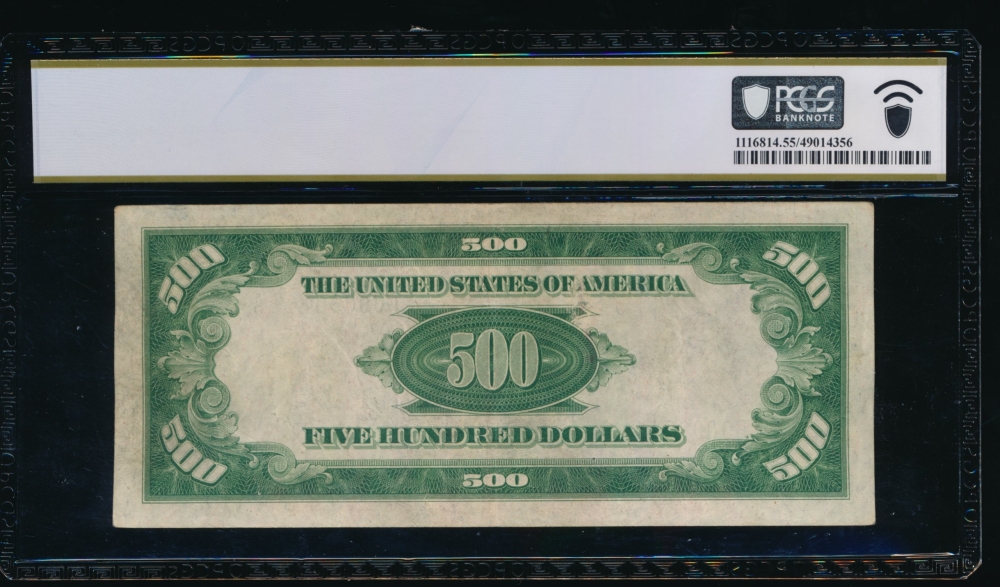 PCGS
BANKNOTE
1116814.55/49014356
500 500 500
THE UNITED STATES OF AMERICA
500
FIVE HUNDRED DOLLARS
500 500 500